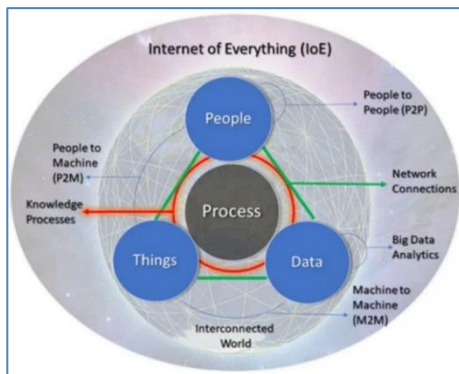 Internet of Everything (IoE)
People
People to
People (P2P)
People to
Machine
(P2M)
Network
Connections
Knowledge
Processes
Process
Things
Data
Big Data
Analytics
Machine to
Machine
(M2M)
Interconnected
World